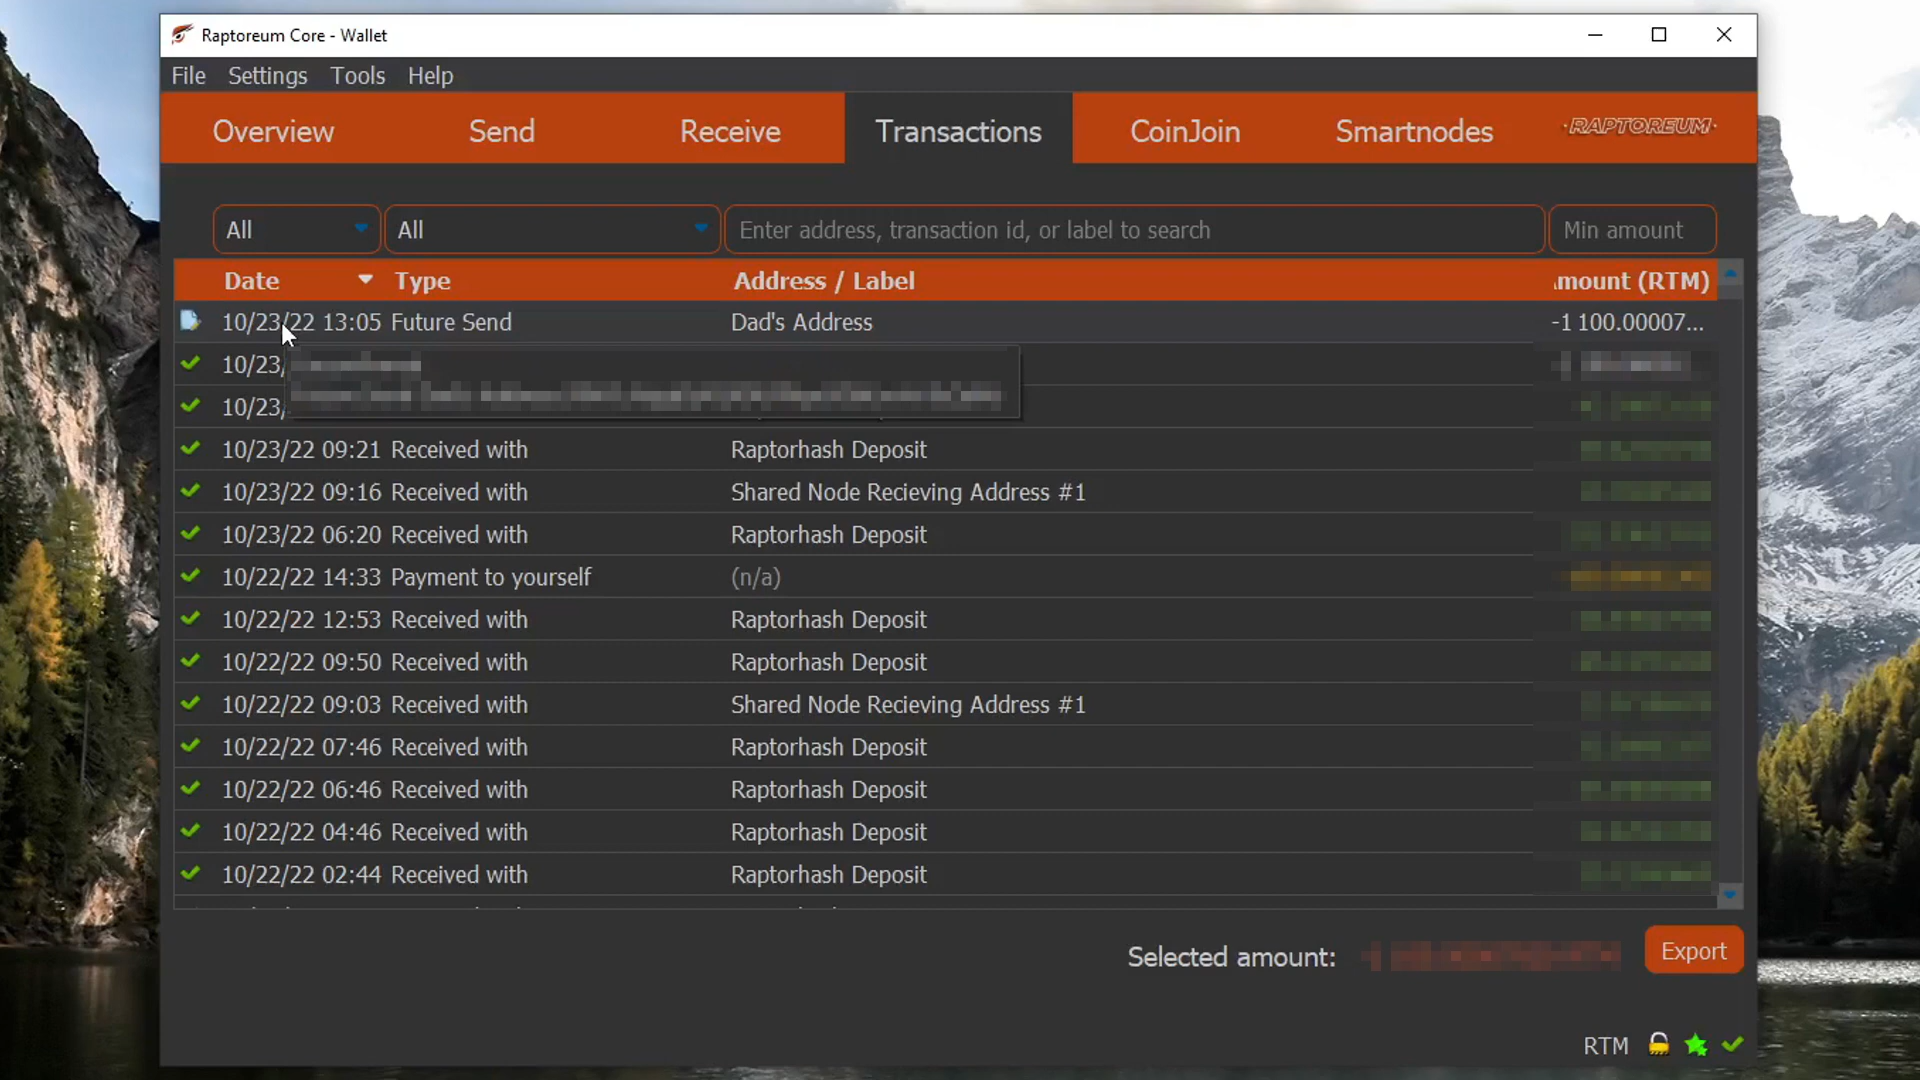 Raptoreum Core - Wallet
File Settings Tools Help
Overview Send Receive Transactions CoinJoin Smartnodes RAPTOREUM
All All Enter address, transaction id, or label to search Min amount
Date Type Address / Label mount (RTM)
10/23/22 13:05 Future Send Dad's Address -1 100.00007...
10/23/
10/23/
10/23/22 09:21 Received with Raptorhash Deposit
10/23/22 09:16 Received with Shared Node Recieving Address #1
10/23/22 06:20 Received with Raptorhash Deposit
10/22/22 14:33 Payment to yourself (n/a)
10/22/22 12:53 Received with Raptorhash Deposit
10/22/22 09:50 Received with Raptorhash Deposit
10/22/22 09:03 Received with Shared Node Recieving Address #1
10/22/22 07:46 Received with Raptorhash Deposit
10/22/22 06:46 Received with Raptorhash Deposit
10/22/22 04:46 Received with Raptorhash Deposit
10/22/22 02:44 Received with Raptorhash Deposit
Selected amount: Export
RTM